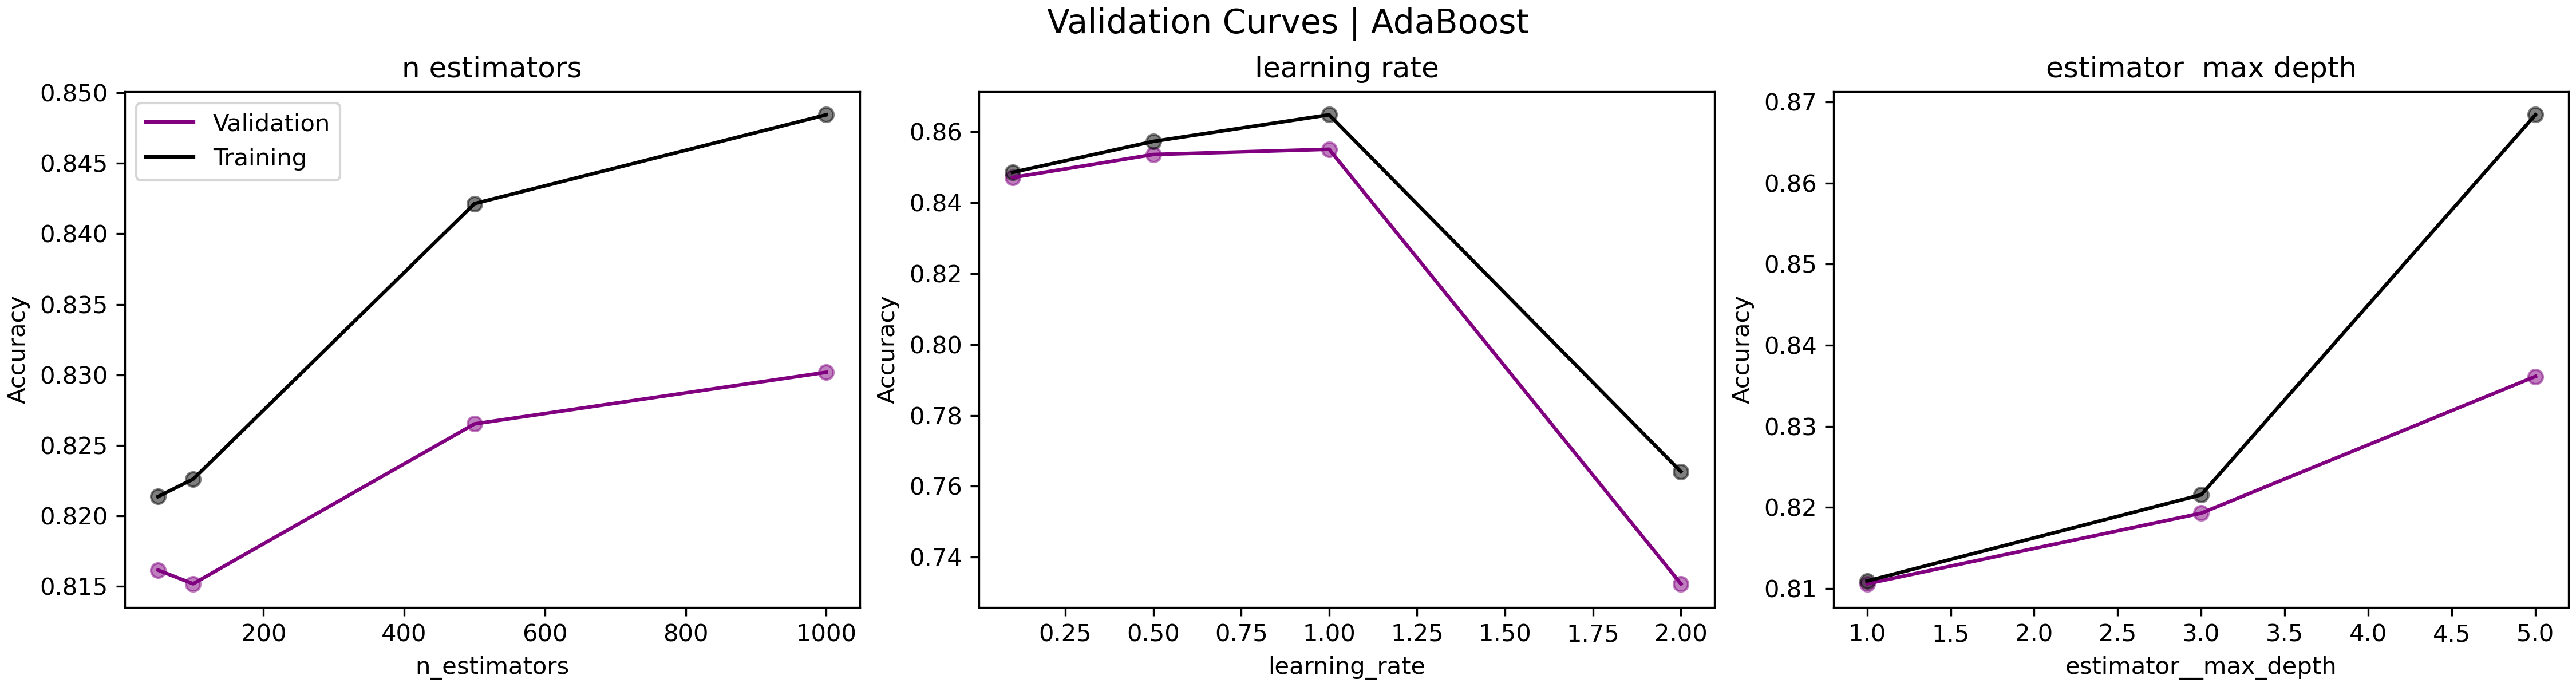 Validation Curves | AdaBoost
n estimators
Accuracy
0.850
0.845
0.840
0.835
0.830
0.825
0.820
0.815
Validation
Training
200 400 600 800 1000
n_estimators
learning rate
Accuracy
0.86
0.84
0.82
0.80
0.78
0.76
0.74
0.25 0.50 0.75 1.00 1.25 1.50 1.75 2.00
learning_rate
estimator  max depth
Accuracy
0.87
0.86
0.85
0.84
0.83
0.82
0.81
1.0 1.5 2.0 2.5 3.0 3.5 4.0 4.5 5.0
estimator__max_depth